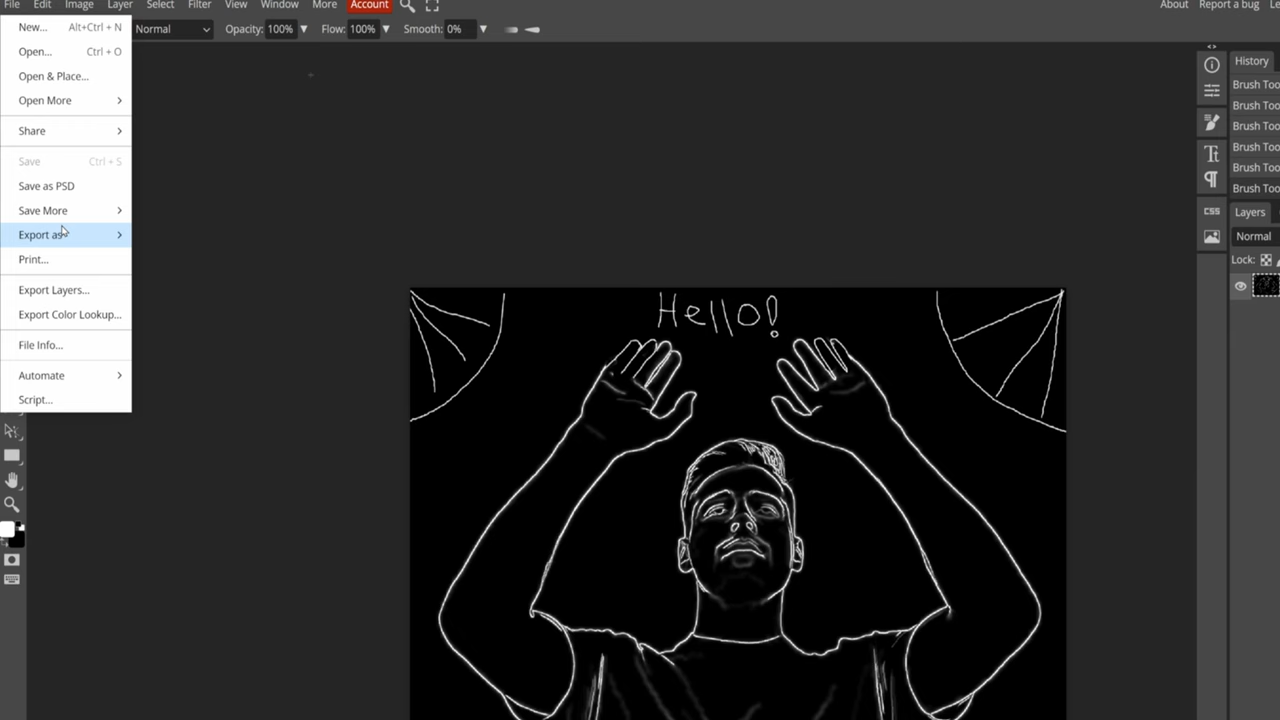 File Edit Image Layer Select Filter View Window More Account About Report a bug Le
Normal Opacity: 100% Flow: 100% Smooth: 0%
New... Alt+Ctrl + N
Open... Ctrl + O
Open & Place...
Open More
Share
Save Ctrl + S
Save as PSD
Save More
Export as
Print...
Export Layers...
Export Color Lookup...
File Info...
Automate
Script...
Hello!
Tt
¶
CSS
History
Brush Too
Brush Too
Brush Too
Brush Too
Brush Too
Brush Too
Layers
Normal
Lock: